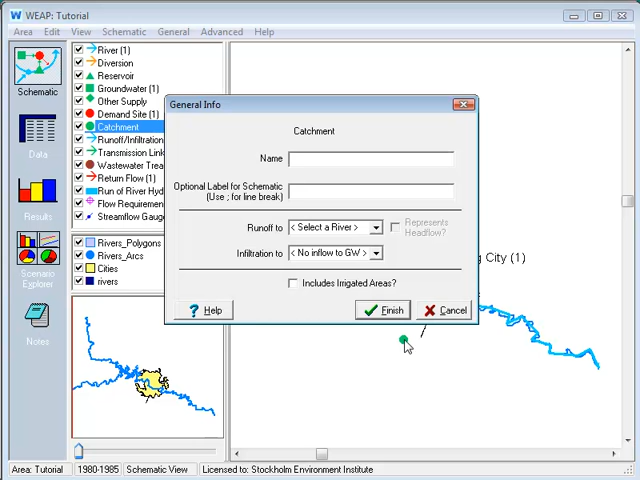 WEAP: Tutorial
Area Edit View Schematic General Advanced Help
Schematic
Data
Results
Scenario
Explorer
Notes
River (1)
Diversion
Reservoir
Groundwater (1)
Other Supply
Demand Site (1)
Catchment
Runoff/Infiltration
Transmission Link
Wastewater Trea
Return Flow (1)
Run of River Hyd
Flow Requiremen
Streamflow Gaug
Rivers_Polygons
Rivers_Arcs
Cities
rivers
General Info
Catchment
Name
Optional Label for Schematic
(Use ; for line break)
Runoff to < Select a River > Represents
Headflow?
Infiltration to < No inflow to GW >
Includes Irrigated Areas?
Help Finish Cancel
g City (1)
Area: Tutorial 1980-1985 Schematic View Licensed to: Stockholm Environment Institute